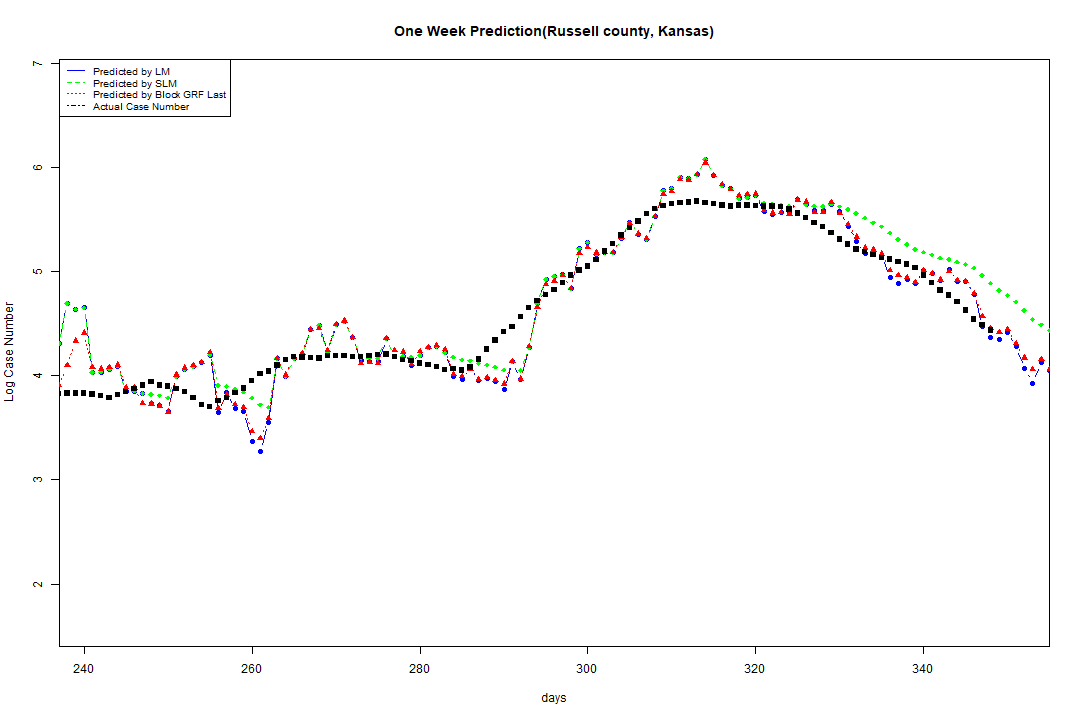 One Week Prediction(Russell county, Kansas)
Predicted by LM
Predicted by SLM
Predicted by Block GRF Last
Actual Case Number
7
6
5
4
3
2
Log Case Number
240 260 280 300 320 340
days